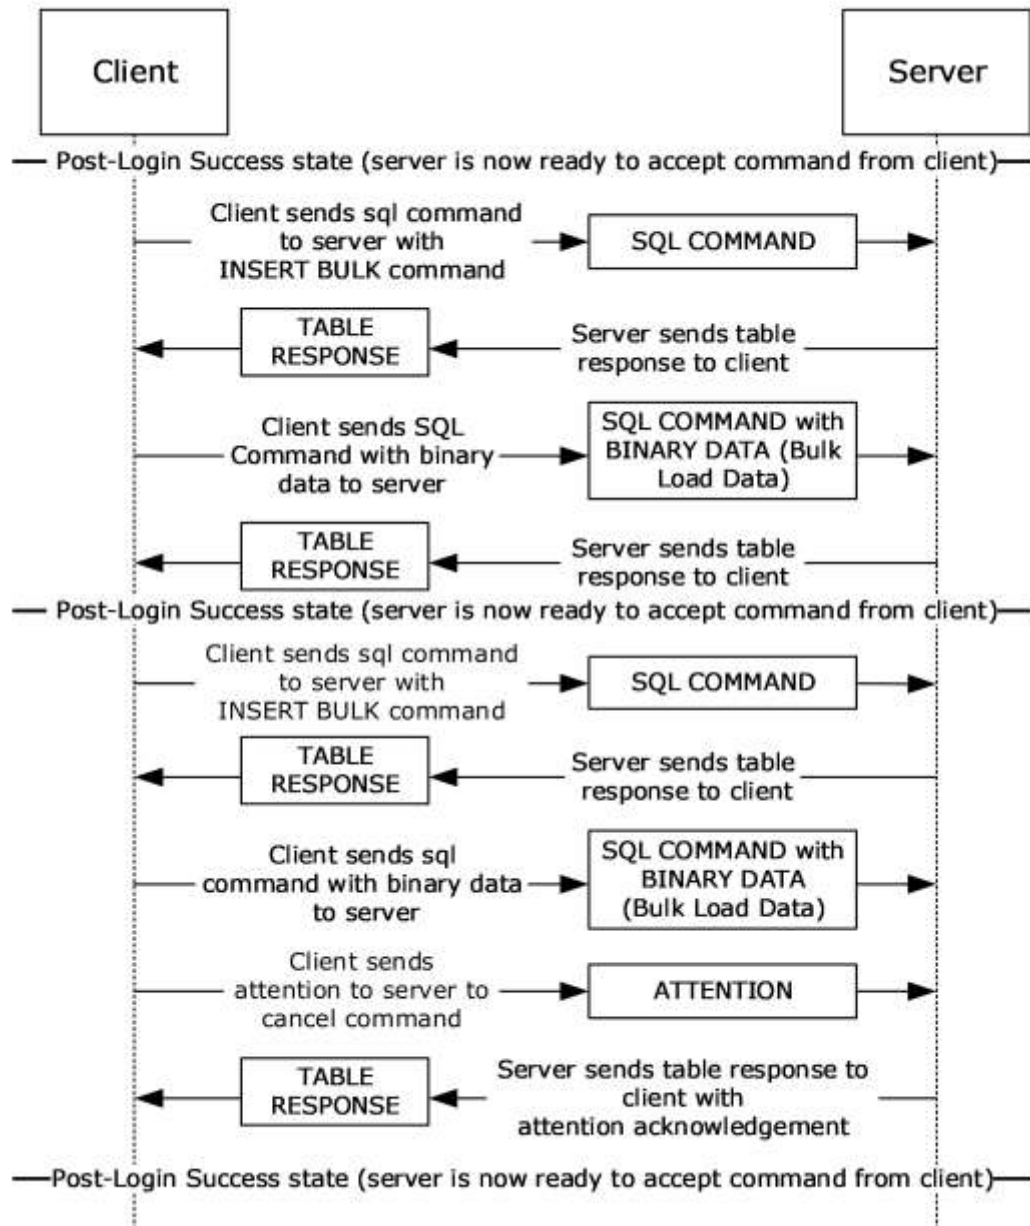 Client
Server
Post-Login Success state (server is now ready to accept command from client)
Client sends sql command
to server with
INSERT BULK command
SQL COMMAND
TABLE
RESPONSE
Server sends table
response to client
Client sends SQL
Command with binary
data to server
SQL COMMAND with
BINARY DATA (Bulk
Load Data)
TABLE
RESPONSE
Server sends table
response to client
Post-Login Success state (server is now ready to accept command from client)
Client sends sql command
to server with
INSERT BULK command
SQL COMMAND
TABLE
RESPONSE
Server sends table
response to client
Client sends sql
command with binary data
to server
SQL COMMAND with
BINARY DATA
(Bulk Load Data)
Client sends
attention to server to
cancel command
ATTENTION
TABLE
RESPONSE
Server sends table response to
client with
attention acknowledgement
Post-Login Success state (server is now ready to accept command from client)